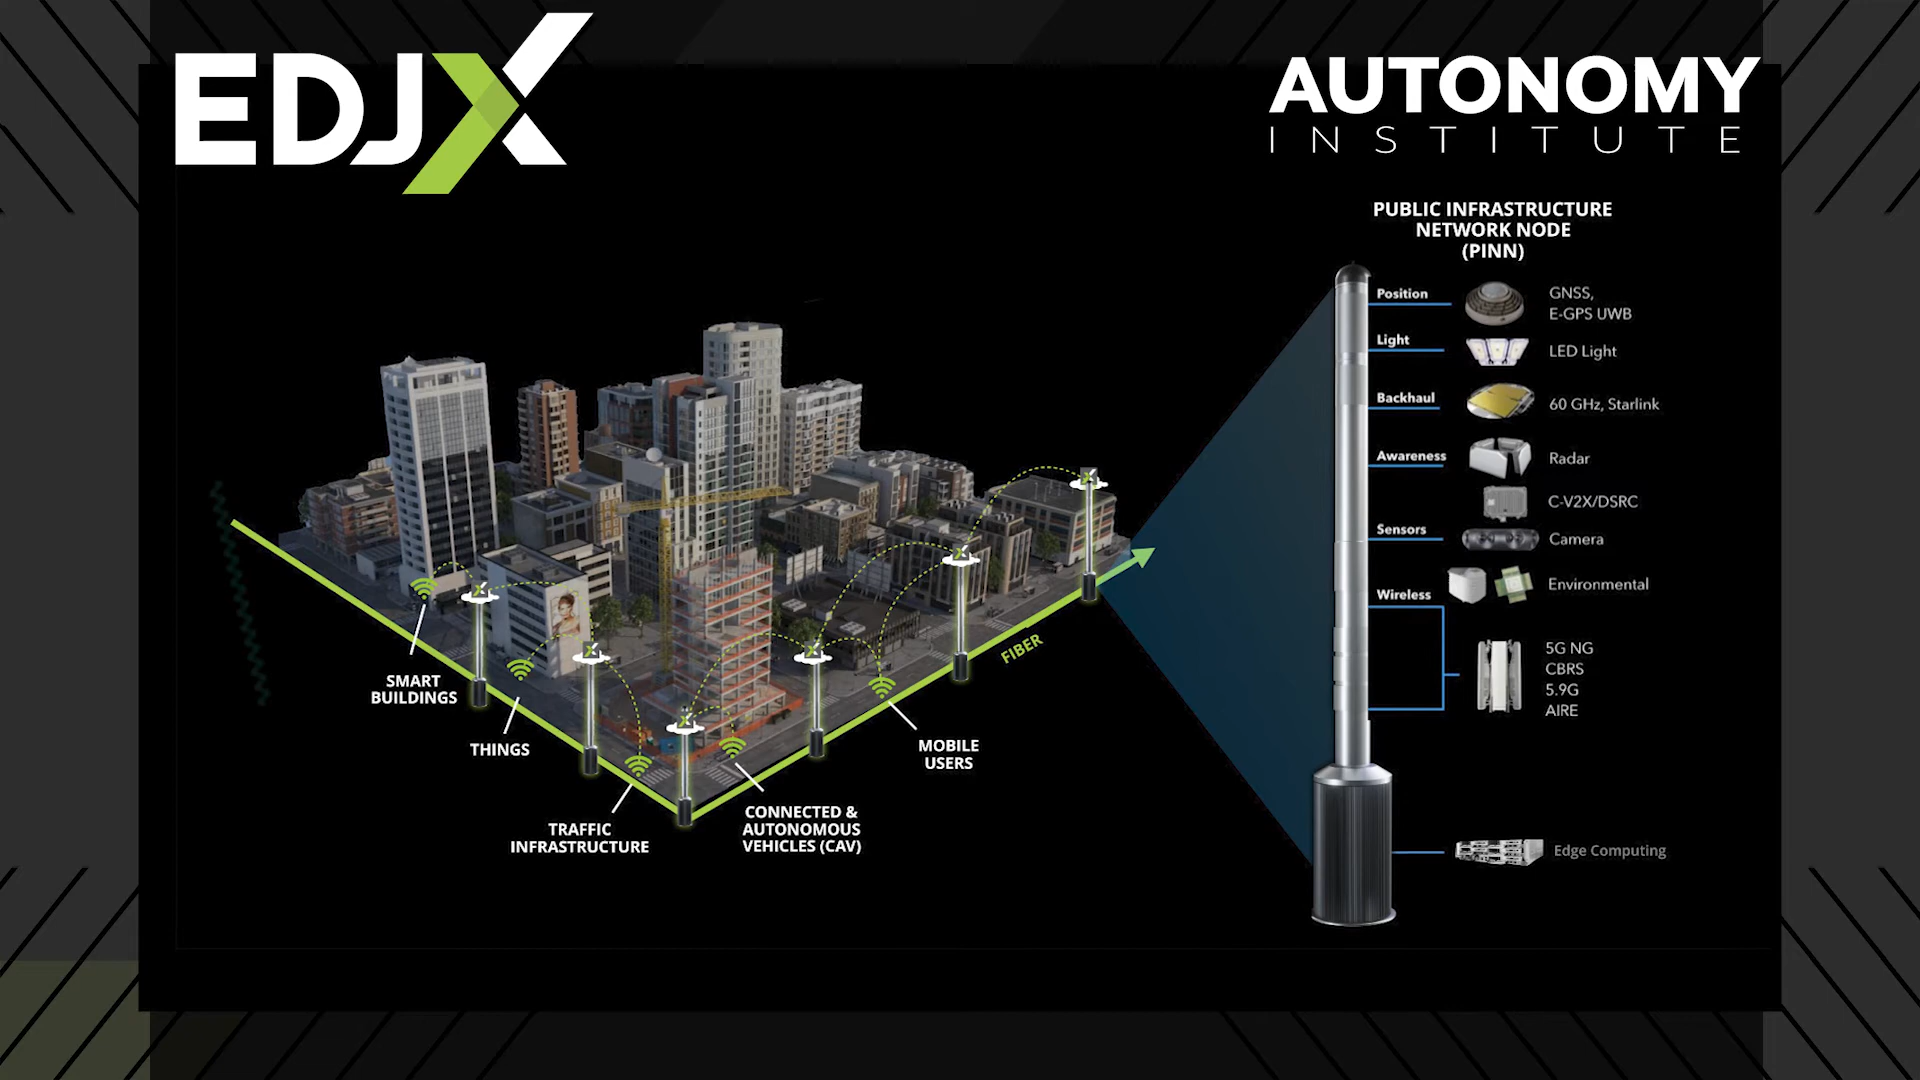 EDJX
AUTONOMY
INSTITUTE
PUBLIC INFRASTRUCTURE
NETWORK NODE
(PINN)
Position
GNSS,
E-GPS UWB
Light
LED Light
Backhaul
60 GHz, Starlink
Awareness
Radar
C-V2X/DSRC
Sensors
Camera
Environmental
Wireless
5G NG
CBRS
5.9G
AIRE
Edge Computing
FIBER
SMART
BUILDINGS
THINGS
TRAFFIC
INFRASTRUCTURE
CONNECTED &
AUTONOMOUS
VEHICLES (CAV)
MOBILE
USERS